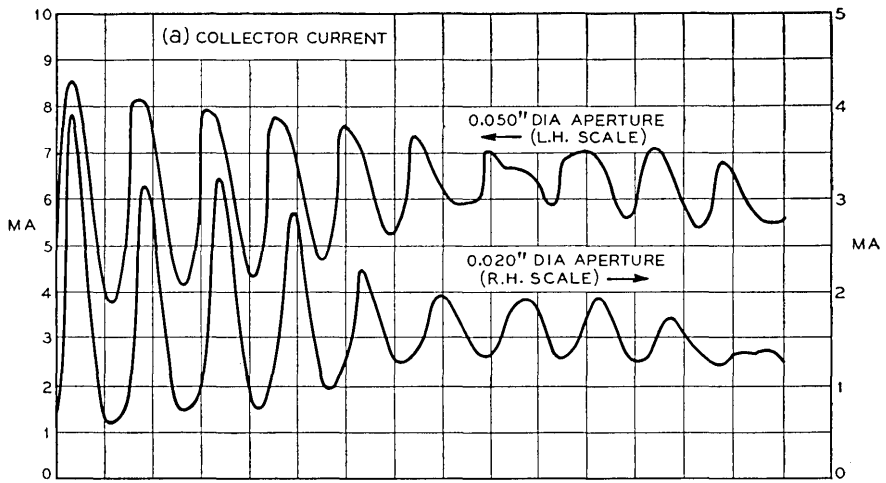 10
9
8
7
6
5
4
3
2
1
0
MA
(a) COLLECTOR CURRENT
0.050" DIA APERTURE
(L.H. SCALE)
0.020" DIA APERTURE
(R.H. SCALE)
5
4
3
2
1
0
MA